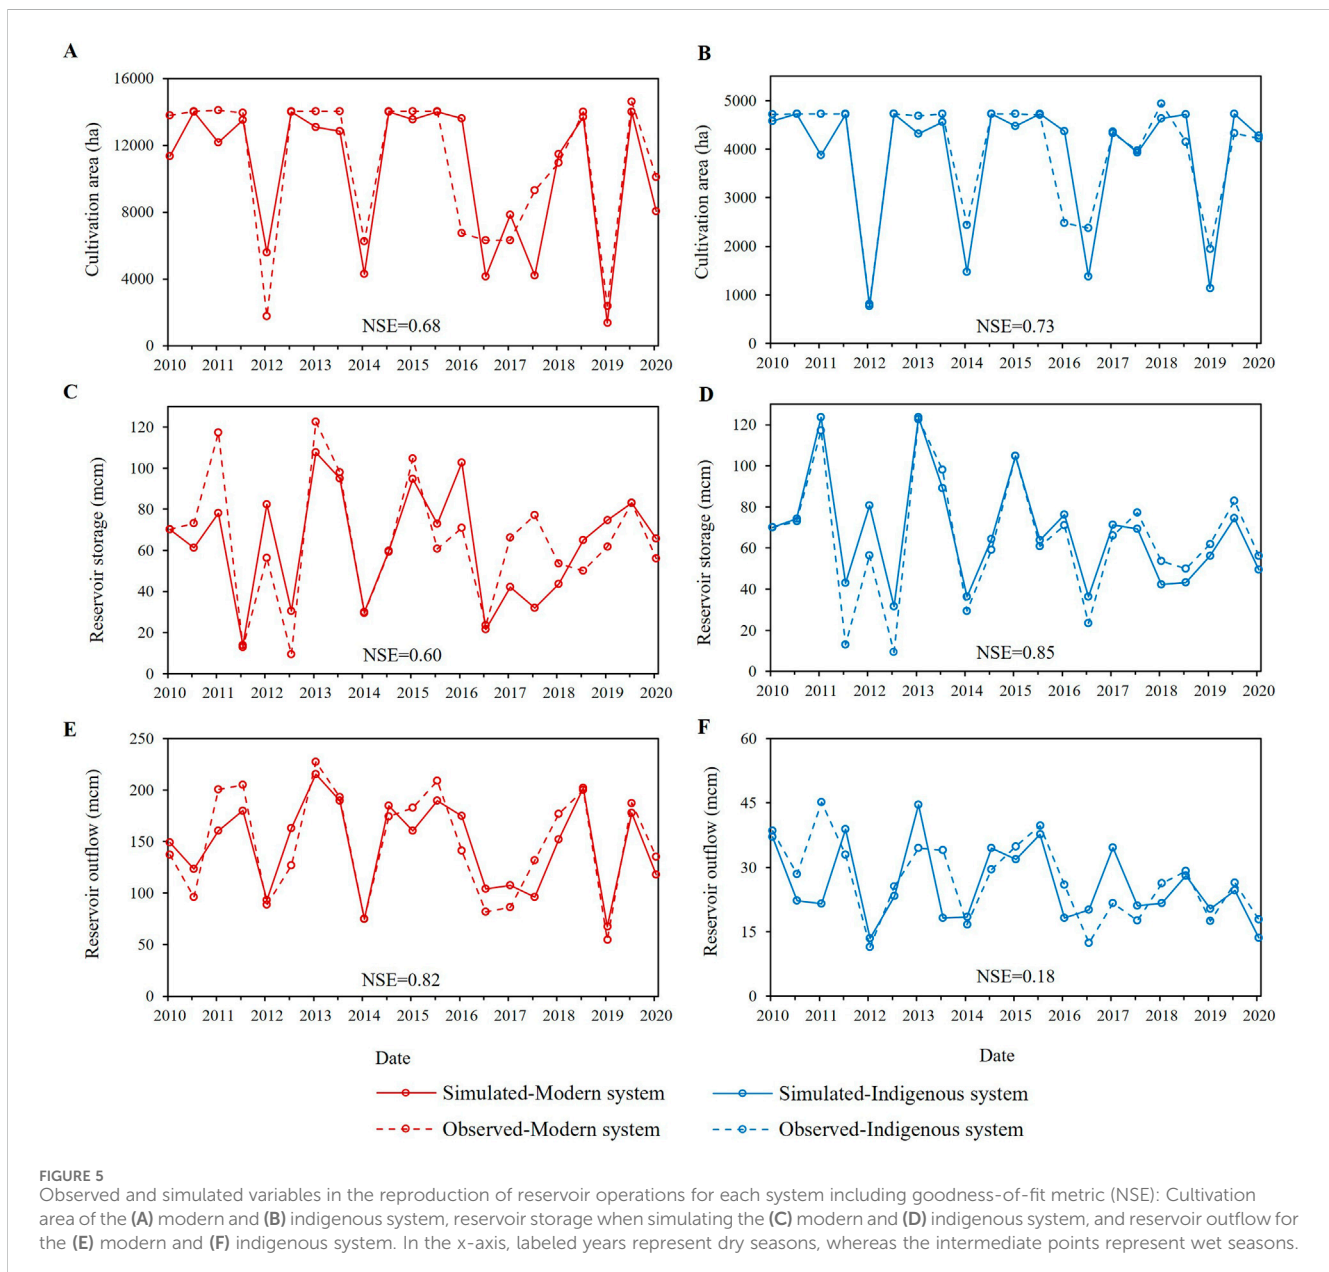 A
Cultivation area (ha)
16000
12000
8000
4000
0
NSE=0.68
2010 2011 2012 2013 2014 2015 2016 2017 2018 2019 2020
B
Cultivation area (ha)
5000
4000
3000
2000
1000
0
NSE=0.73
2010 2011 2012 2013 2014 2015 2016 2017 2018 2019 2020
C
Reservoir storage (mcm)
120
100
80
60
40
20
0
NSE=0.60
2010 2011 2012 2013 2014 2015 2016 2017 2018 2019 2020
D
Reservoir storage (mcm)
120
100
80
60
40
20
0
NSE=0.85
2010 2011 2012 2013 2014 2015 2016 2017 2018 2019 2020
E
Reservoir outflow (mcm)
250
200
150
100
50
0
NSE=0.82
2010 2011 2012 2013 2014 2015 2016 2017 2018 2019 2020
Date
F
Reservoir outflow (mcm)
60
45
30
15
0
NSE=0.18
2010 2011 2012 2013 2014 2015 2016 2017 2018 2019 2020
Date
Simulated-Modern system
Simulated-Indigenous system
Observed-Modern system
Observed-Indigenous system
FIGURE 5
Observed and simulated variables in the reproduction of reservoir operations for each system including goodness-of-fit metric (NSE): Cultivation
area of the (A) modern and (B) indigenous system, reservoir storage when simulating the (C) modern and (D) indigenous system, and reservoir outflow for
the (E) modern and (F) indigenous system. In the x-axis, labeled years represent dry seasons, whereas the intermediate points represent wet seasons.